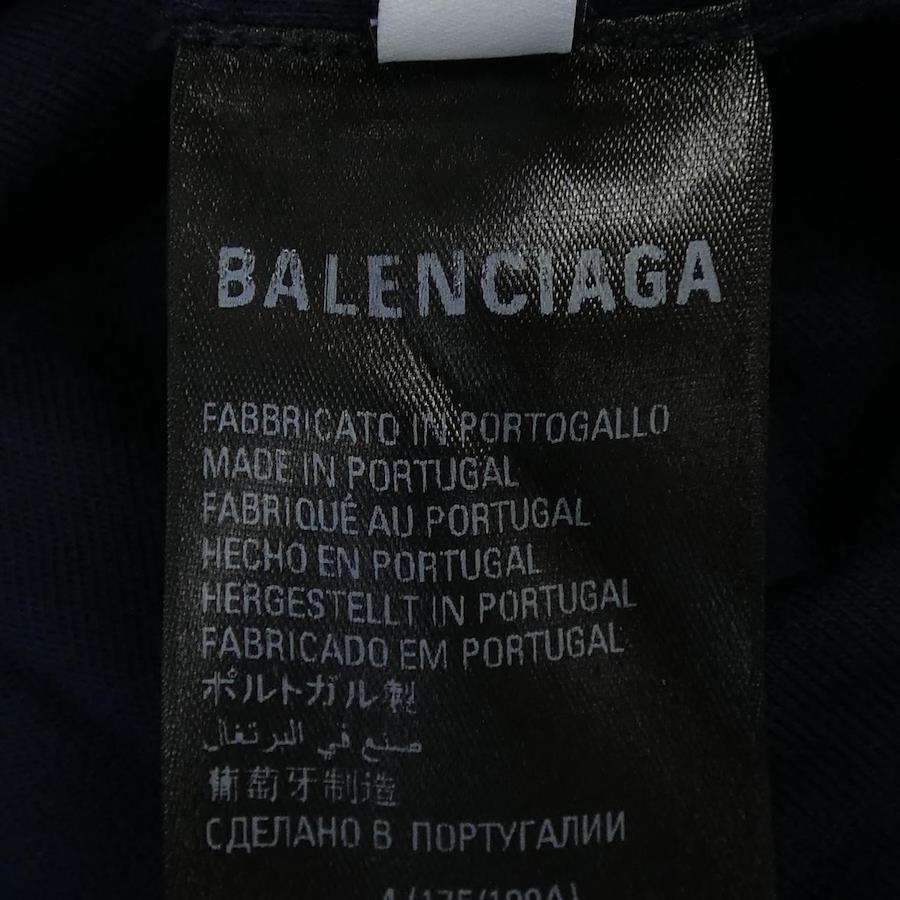 BALENCIAGA
FABBRICATO IN PORTOGALLO
MADE IN PORTUGAL
FABRIQUÉ AU PORTUGAL
HECHO EN PORTUGAL
HERGESTELLT IN PORTUGAL
FABRICADO EM PORTUGAL
ポルトガル製
صنع في البرتغال
葡萄牙制造
СДЕЛАНО В ПОРТУГАЛИИ